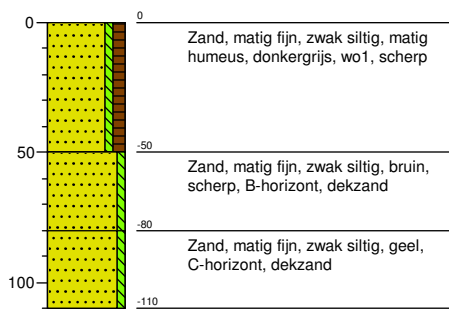 0
0
Zand, matig fijn, zwak siltig, matig
humeus, donkergrijs, wo1, scherp
50
-50
Zand, matig fijn, zwak siltig, bruin,
scherp, B-horizont, dekzand
-80
Zand, matig fijn, zwak siltig, geel,
C-horizont, dekzand
100
-110